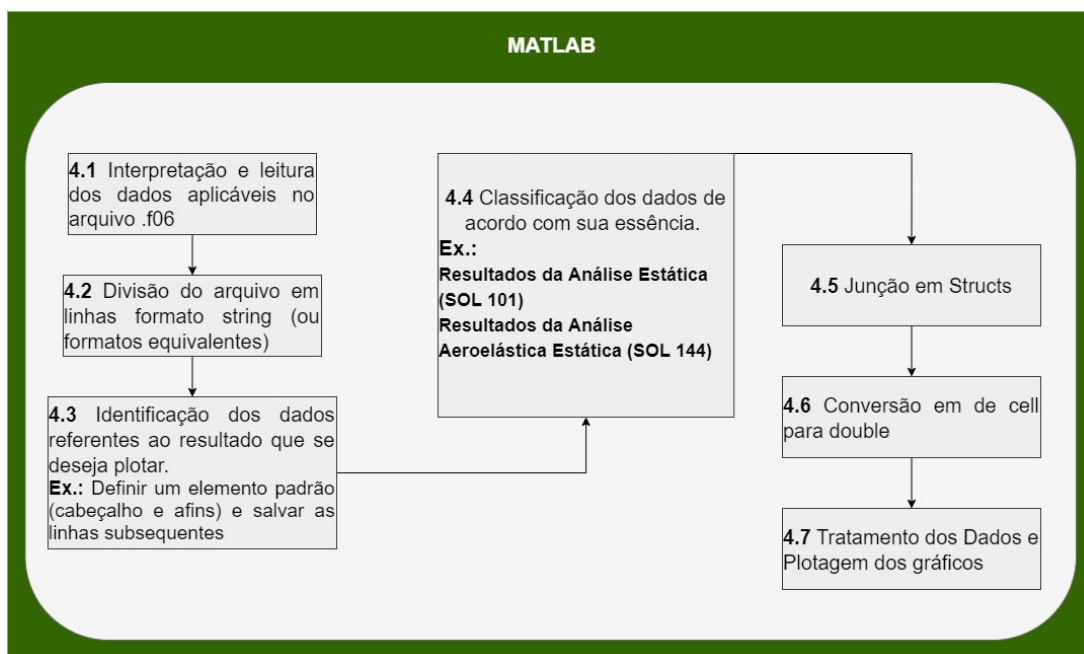 MATLAB
4.1 Interpretação e leitura
dos dados aplicáveis no
arquivo .f06
4.2 Divisão do arquivo em
linhas formato string (ou
formatos equivalentes)
4.3 Identificação dos dados
referentes ao resultado que se
deseja plotar.
Ex.: Definir um elemento padrão
(cabeçalho e afins) e salvar as
linhas subsequentes
4.4 Classificação dos dados de
acordo com sua essência.
Ex.:
Resultados da Análise Estática
(SOL 101)
Resultados da Análise
Aeroelástica Estática (SOL 144)
4.5 Junção em Structs
4.6 Conversão em de cell
para double
4.7 Tratamento dos Dados e
Plotagem dos gráficos